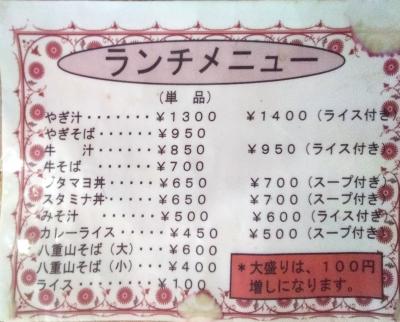 ランチメニュー
（単　品）
やぎ汁・・・・・・・￥１３００　￥１４００（ライス付き）
やぎそば・・・・・・￥９５０
牛　　汁・・・・・・￥８５０　￥９５０（ライス付き）
牛そば・・・・・・・￥７００
ブタマヨ丼・・・・・￥６５０　￥７００（スープ付き）
スタミナ丼・・・・・￥６５０　￥７００（スープ付き）
みそ汁　・・・・・・￥５００　￥６００（ライス付き）
カレーライス・・・・￥４５０　￥５００（スープ付き）
八重山そば（大）・・￥６００
八重山そば（小）・・￥４００
ライス・・・・・・・￥１００
＊大盛りは、１００円
増しになります。